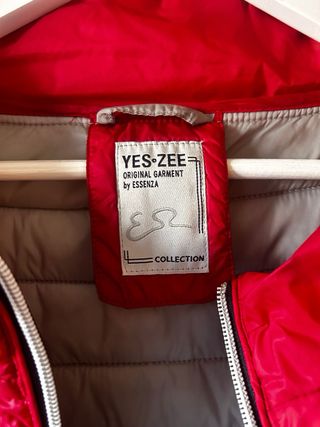 YES•ZEE
ORIGINAL GARMENT
by ESSENZA
COLLECTION